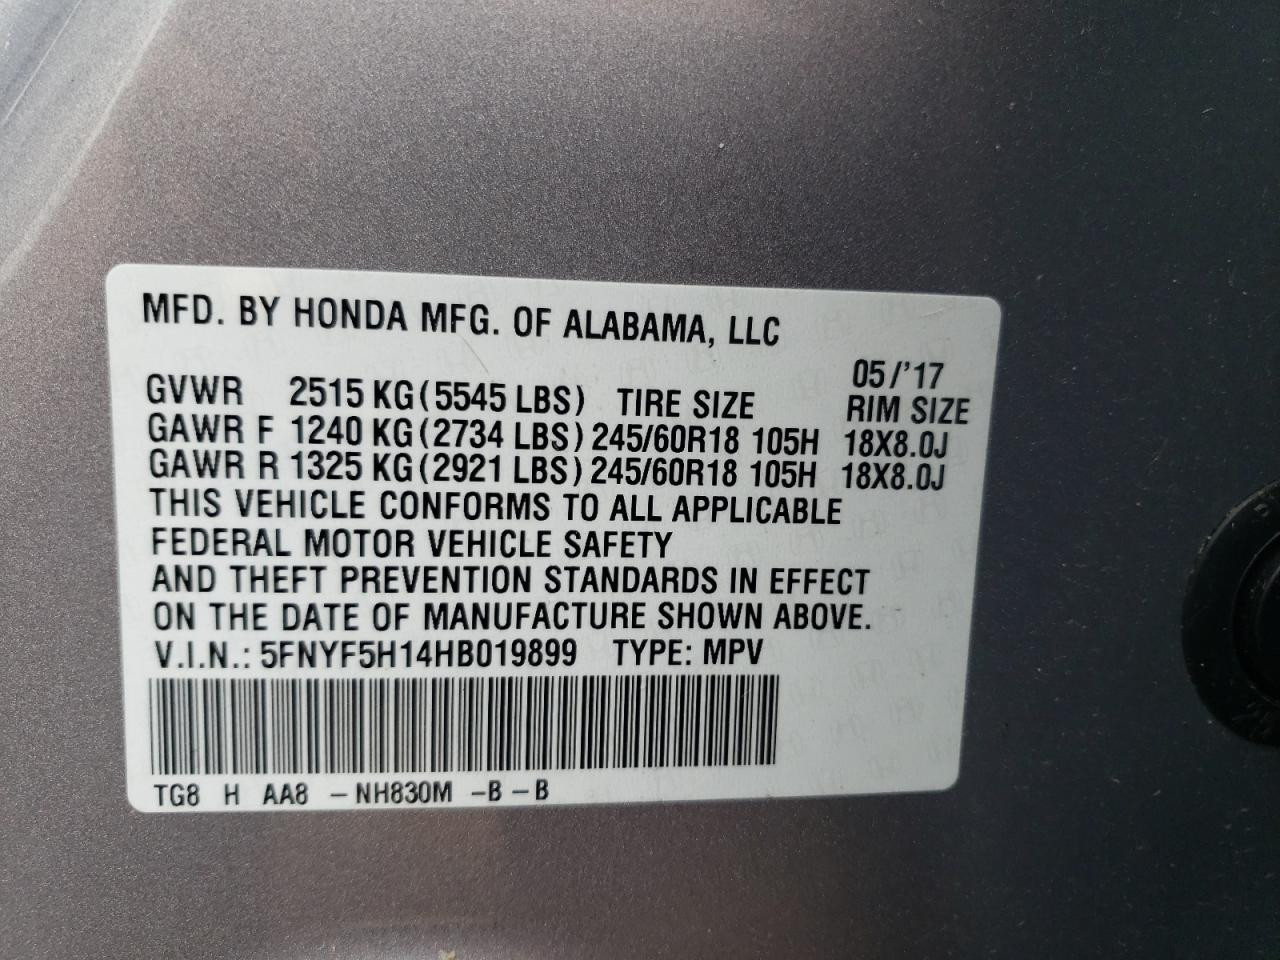 MFD. BY HONDA MFG. OF ALABAMA, LLC
05/'17
GVWR 2515 KG (5545 LBS) TIRE SIZE RIM SIZE
GAWR F 1240 KG (2734 LBS) 245/60R18 105H 18X8.0J
GAWR R 1325 KG (2921 LBS) 245/60R18 105H 18X8.0J
THIS VEHICLE CONFORMS TO ALL APPLICABLE
FEDERAL MOTOR VEHICLE SAFETY
AND THEFT PREVENTION STANDARDS IN EFFECT
ON THE DATE OF MANUFACTURE SHOWN ABOVE.
V.I.N.: 5FNYF5H14HB019899 TYPE: MPV
TG8 H AA8 - NH830M - B - B